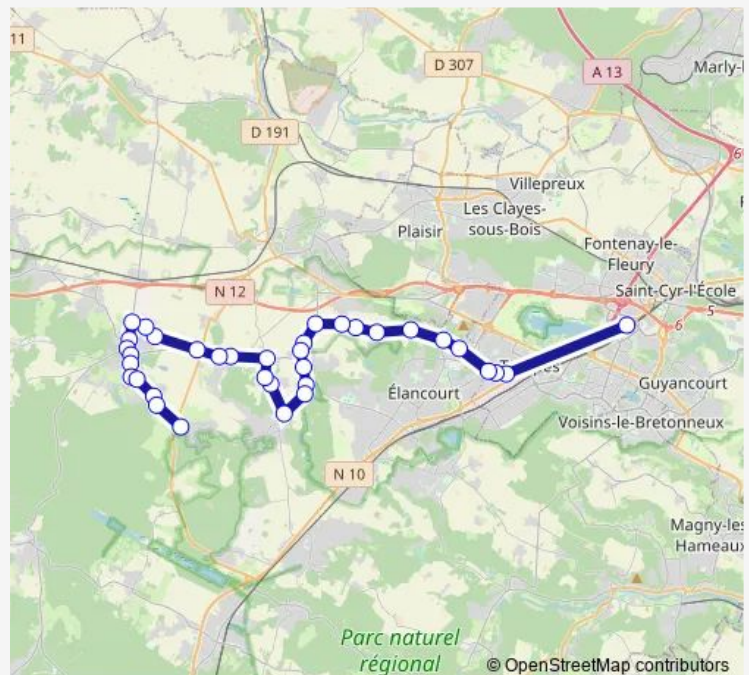 11
D 307
A 13
Marly-l
D 191
6
Villepreux
Les Clayes-
sous-Bois
Plaisir
Fontenay-le-
Fleury
N 12
Saint-Cyr-l'École
5
6
Élancourt
Guyancourt
Voisins-le-Bretonneux
N 10
Magny-les
Hameaux
Parc naturel
régional
© OpenStreetMap contributors